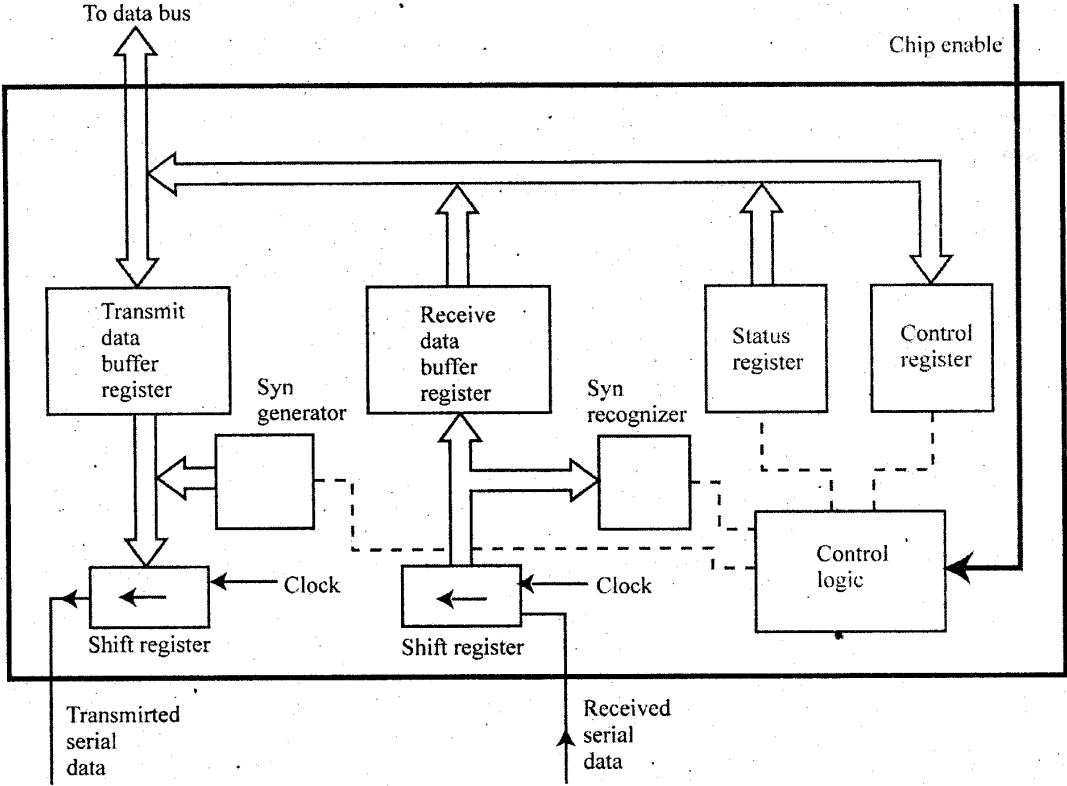 To data bus
Chip enable
Transmit
data
buffer
register
Receive
data
buffer
register
Status
register
Control
register
Syn
generator
Syn
recognizer
Control
logic
Clock
Clock
Shift register
Shift register
Transmirted
serial
data
Received
serial
data